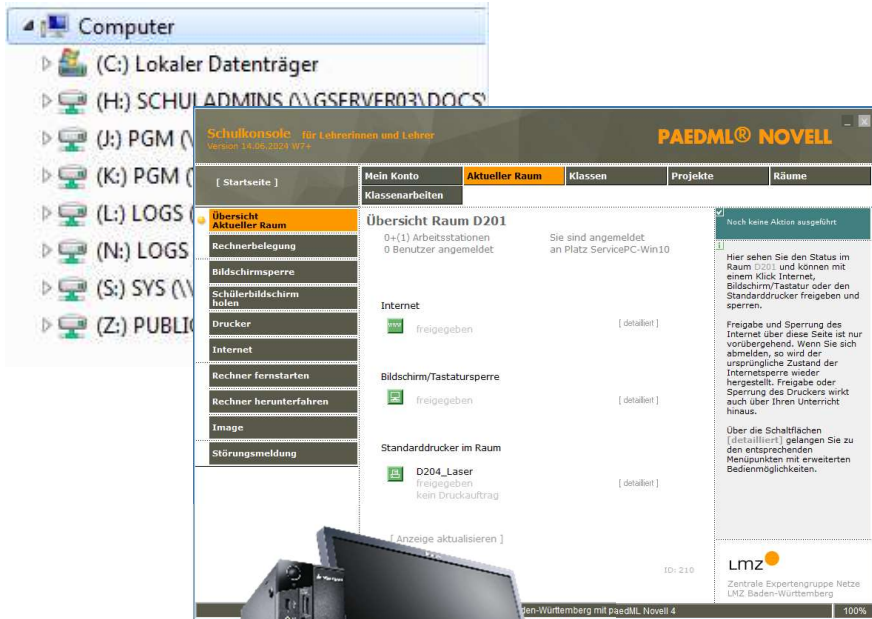 Computer
(C:) Lokaler Datenträger
(H:) SCHULADMINS (\\GSERVER03\DOCS
(J:) PGM (\
(K:) PGM (
(L:) LOGS (
(N:) LOGS
(S:) SYS (\\
(Z:) PUBLIC
Schulkonsole für Lehrerinnen und Lehrer
Version 14.06.2024 W7+
PAEDML® NOVELL
[ Startseite ]
Mein Konto
Aktueller Raum
Klassen
Projekte
Räume
Klassenarbeiten
Übersicht
Aktueller Raum
Rechnerbelegung
Bildschirmsperre
Schülerbildschirm
holen
Drucker
Internet
Rechner fernstarten
Rechner herunterfahren
Image
Störungsmeldung
Übersicht Raum D201
0+(1) Arbeitsstationen
0 Benutzer angemeldet
Sie sind angemeldet
an Platz ServicePC-Win10
Internet
www
freigegeben
[ detailliert ]
Bildschirm/Tastatursperre
freigegeben
[ detailliert ]
Standarddrucker im Raum
D204_Laser
freigegeben
kein Druckauftrag
[ detailliert ]
[ Anzeige aktualisieren ]
ID: 210
Noch keine Aktion ausgeführt
Hier sehen Sie den Status im
Raum D201 und können mit
einem Klick Internet,
Bildschirm/Tastatur oder den
Standarddrucker freigeben und
sperren.
Freigabe und Sperrung des
Internet über diese Seite ist nur
vorübergehend. Wenn Sie sich
abmelden, so wird der
ursprüngliche Zustand der
Internetsperre wieder
hergestellt. Freigabe oder
Sperrung des Druckers wirkt
auch über Ihren Unterricht
hinaus.
Über die Schaltflächen
[detailliert] gelangen Sie zu
den entsprechenden
Menüpunkten mit erweiterten
Bedienmöglichkeiten.
LMZ
Zentrale Expertengruppe Netze
LMZ Baden-Württemberg
den-Württemberg mit paedML Novell 4
100%